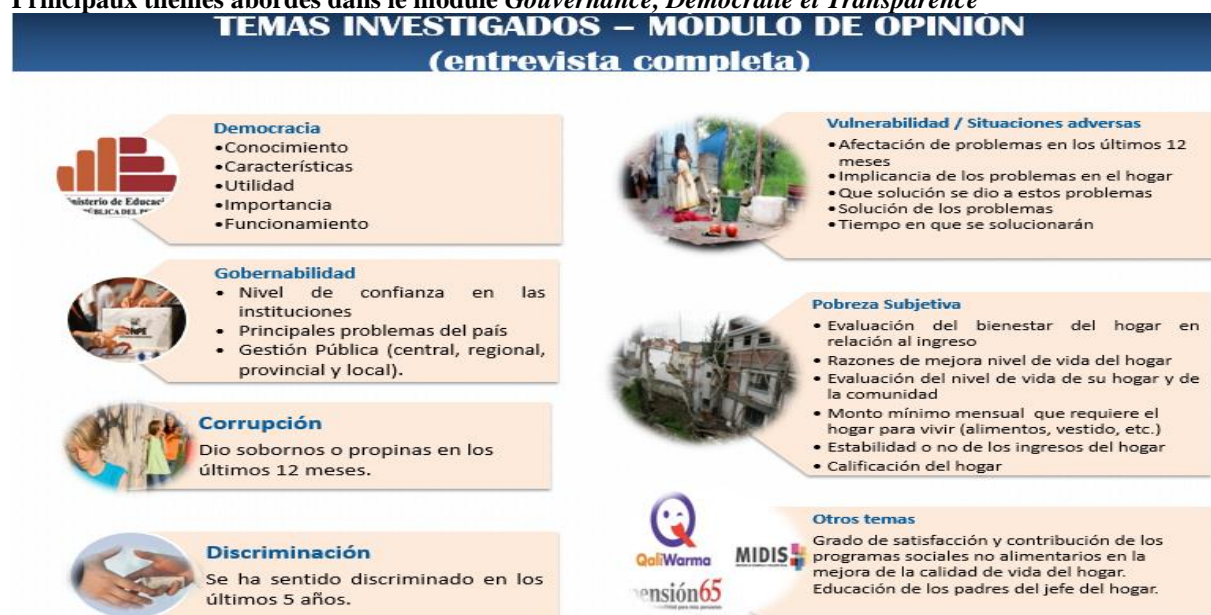 Principaux thèmes abordés dans le module Gouvernance, Démocratie et Transparence
TEMAS INVESTIGADOS – MÓDULO DE OPINIÓN
(entrevista completa)
Democracia
•Conocimiento
•Características
•Utilidad
•Importancia
•Funcionamiento
Gobernabilidad
• Nivel de confianza en las
instituciones
• Principales problemas del país
• Gestión Pública (central, regional,
provincial y local).
Corrupción
Dio sobornos o propinas en los
últimos 12 meses.
Discriminación
Se ha sentido discriminado en los
últimos 5 años.
Vulnerabilidad / Situaciones adversas
•Afectación de problemas en los últimos 12
meses
•Implicancia de los problemas en el hogar
•Que solución se dio a estos problemas
•Solución de los problemas
•Tiempo en que se solucionarán
Pobreza Subjetiva
• Evaluación del bienestar del hogar en
relación al ingreso
• Razones de mejora nivel de vida del hogar
• Evaluación del nivel de vida de su hogar y de
la comunidad
• Monto mínimo mensual que requiere el
hogar para vivir (alimentos, vestido, etc.)
• Estabilidad o no de los ingresos del hogar
• Calificación del hogar
QaliWarma
MIDIS
ensión65
Otros temas
Grado de satisfacción y contribución de los
programas sociales no alimentarios en la
mejora de la calidad de vida del hogar.
Educación de los padres del jefe del hogar.